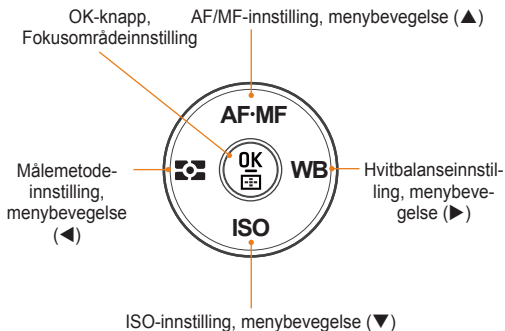 OK-knapp,
Fokusområdeinnstilling
AF/MF-innstilling, menybevegelse (▲)
AF·MF
OK
WB
ISO
Målemetode-
innstilling,
menybevegelse
(◀)
Hvitbalanseinnstil-
ling, menybeve-
gelse (▶)
ISO-innstilling, menybevegelse (▼)